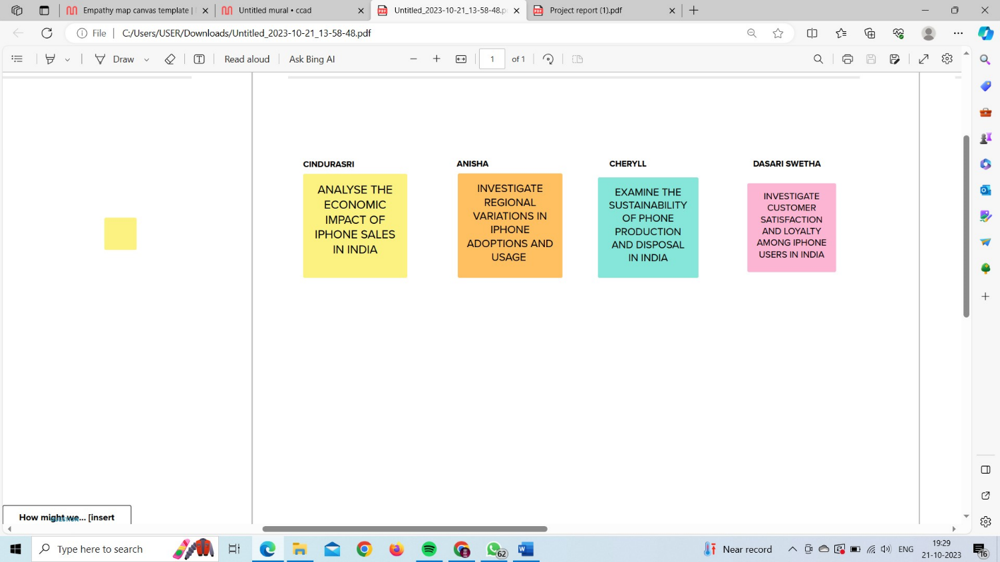 Empathy map canvas template |
Untitled mural • ccad
Untitled_2023-10-21_13-58-48.p
Project report (1).pdf
File
C:/Users/USER/Downloads/Untitled_2023-10-21_13-58-48.pdf
Draw
Read aloud
Ask Bing AI
1
of 1
CINDURASRI
ANISHA
CHERYLL
DASARI SWETHA
ANALYSE THE
ECONOMIC
IMPACT OF
IPHONE SALES
IN INDIA
INVESTIGATE
REGIONAL
VARIATIONS IN
IPHONE
ADOPTIONS AND
USAGE
EXAMINE THE
SUSTAINABILITY
OF PHONE
PRODUCTION
AND DISPOSAL
IN INDIA
INVESTIGATE
CUSTOMER
SATISFACTION
AND LOYALTY
AMONG IPHONE
USERS IN INDIA
How might we... [insert
QUESTION
Type here to search
62
Near record
ENG
19:29
21-10-2023
16